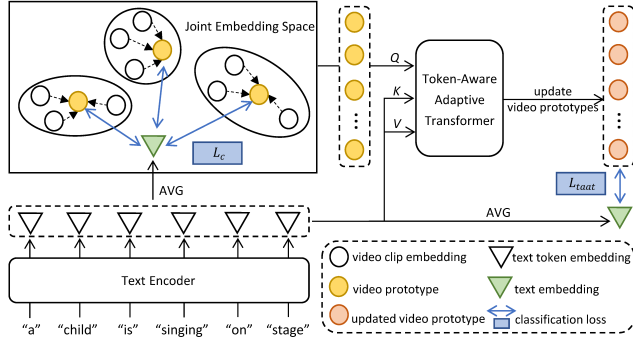 Joint Embedding Space
L_c
AVG
Q
K
V
Token-Aware
Adaptive
Transformer
update
video prototypes
L_taat
AVG
Text Encoder
"a" "child" "is" "singing" "on" "stage"
video clip embedding
text token embedding
video prototype
text embedding
updated video prototype
classification loss